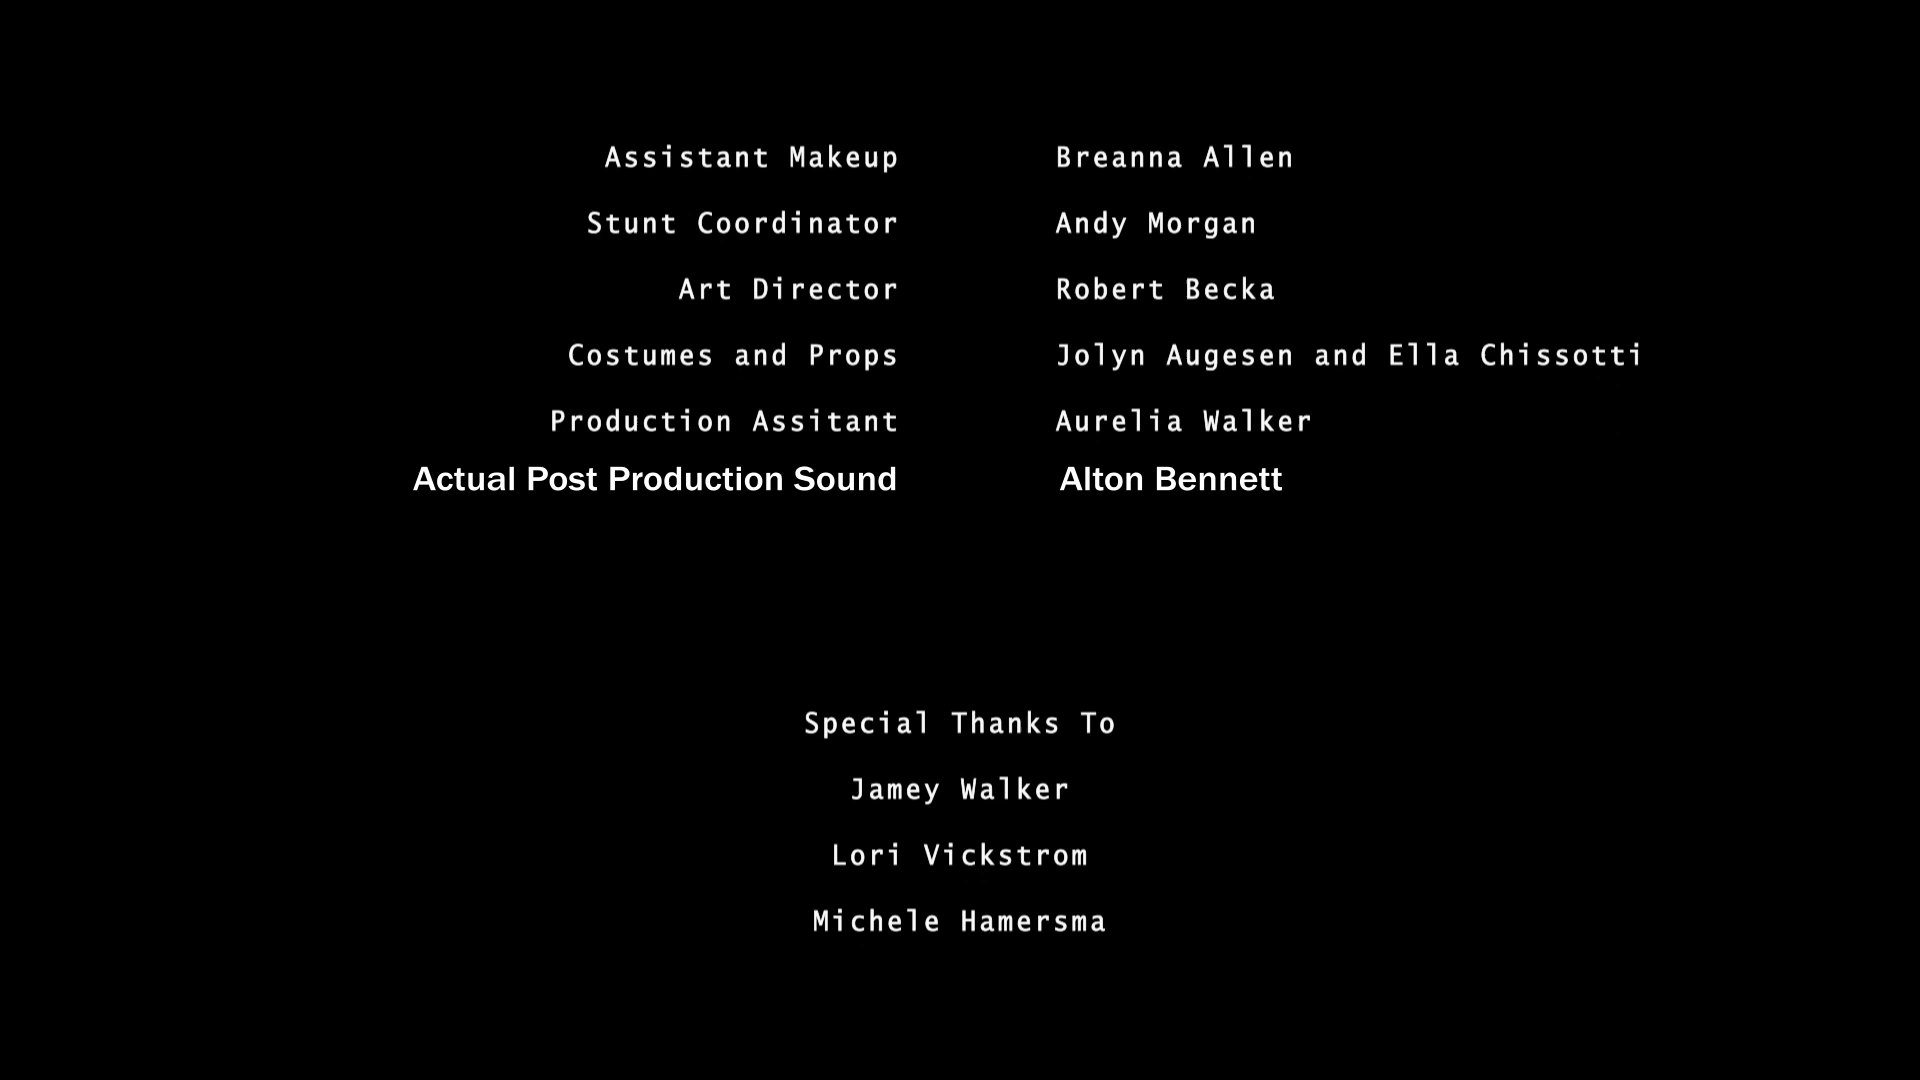 Assistant Makeup Breanna Allen
Stunt Coordinator Andy Morgan
Art Director Robert Becka
Costumes and Props Jolyn Augesen and Ella Chissotti
Production Assitant Aurelia Walker
Actual Post Production Sound Alton Bennett
Special Thanks To
Jamey Walker
Lori Vickstrom
Michele Hamersma